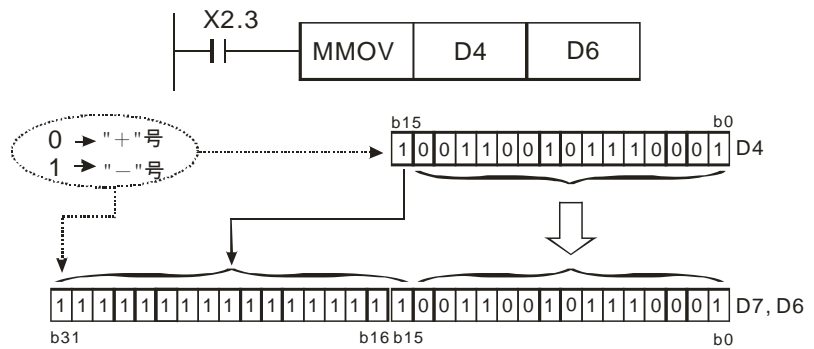 X2.3
MMOV D4 D6
b15 b0
0 "+"号
1 "−"号
1 0 0 1 1 0 0 1 0 1 1 1 0 0 0 1 D4
1 1 1 1 1 1 1 1 1 1 1 1 1 1 1 1 1 0 0 1 1 0 0 1 0 1 1 1 0 0 0 1 D7, D6
b31 b16 b15 b0